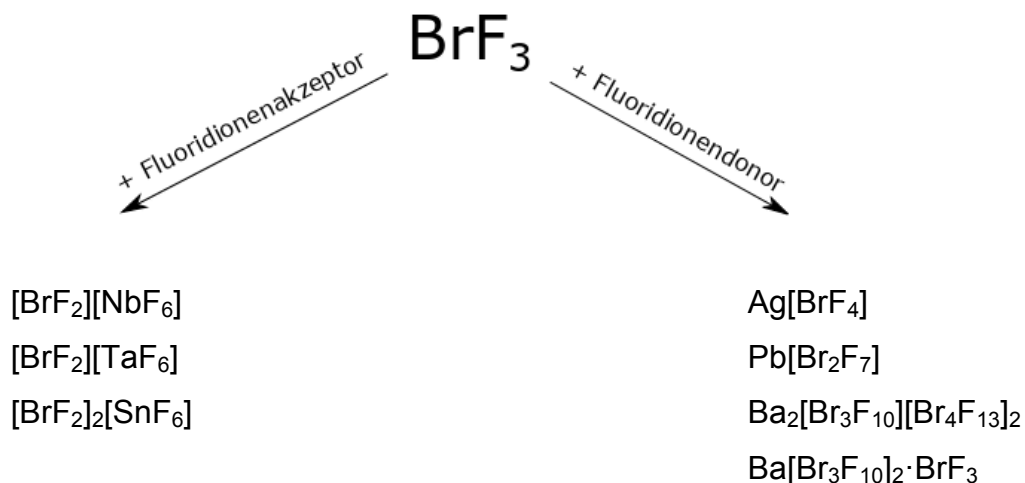 BrF₃
+ Fluoridionenakzeptor
+ Fluoridionendonor
[BrF₂][NbF₆]
[BrF₂][TaF₆]
[BrF₂]₂[SnF₆]
Ag[BrF₄]
Pb[Br₂F₇]
Ba₂[Br₃F₁₀][Br₄F₁₃]₂
Ba[Br₃F₁₀]₂·BrF₃